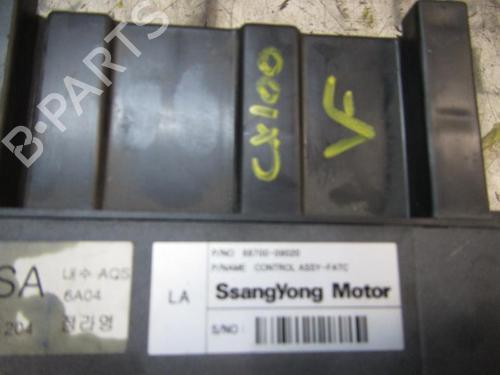 B-PARTS
CX100
VF
SA
내수 AQS
6A04
204
P/NO 68700-09020
P/NAME CONTROL ASSY-FATC
LA
SsangYong Motor
S/NO :